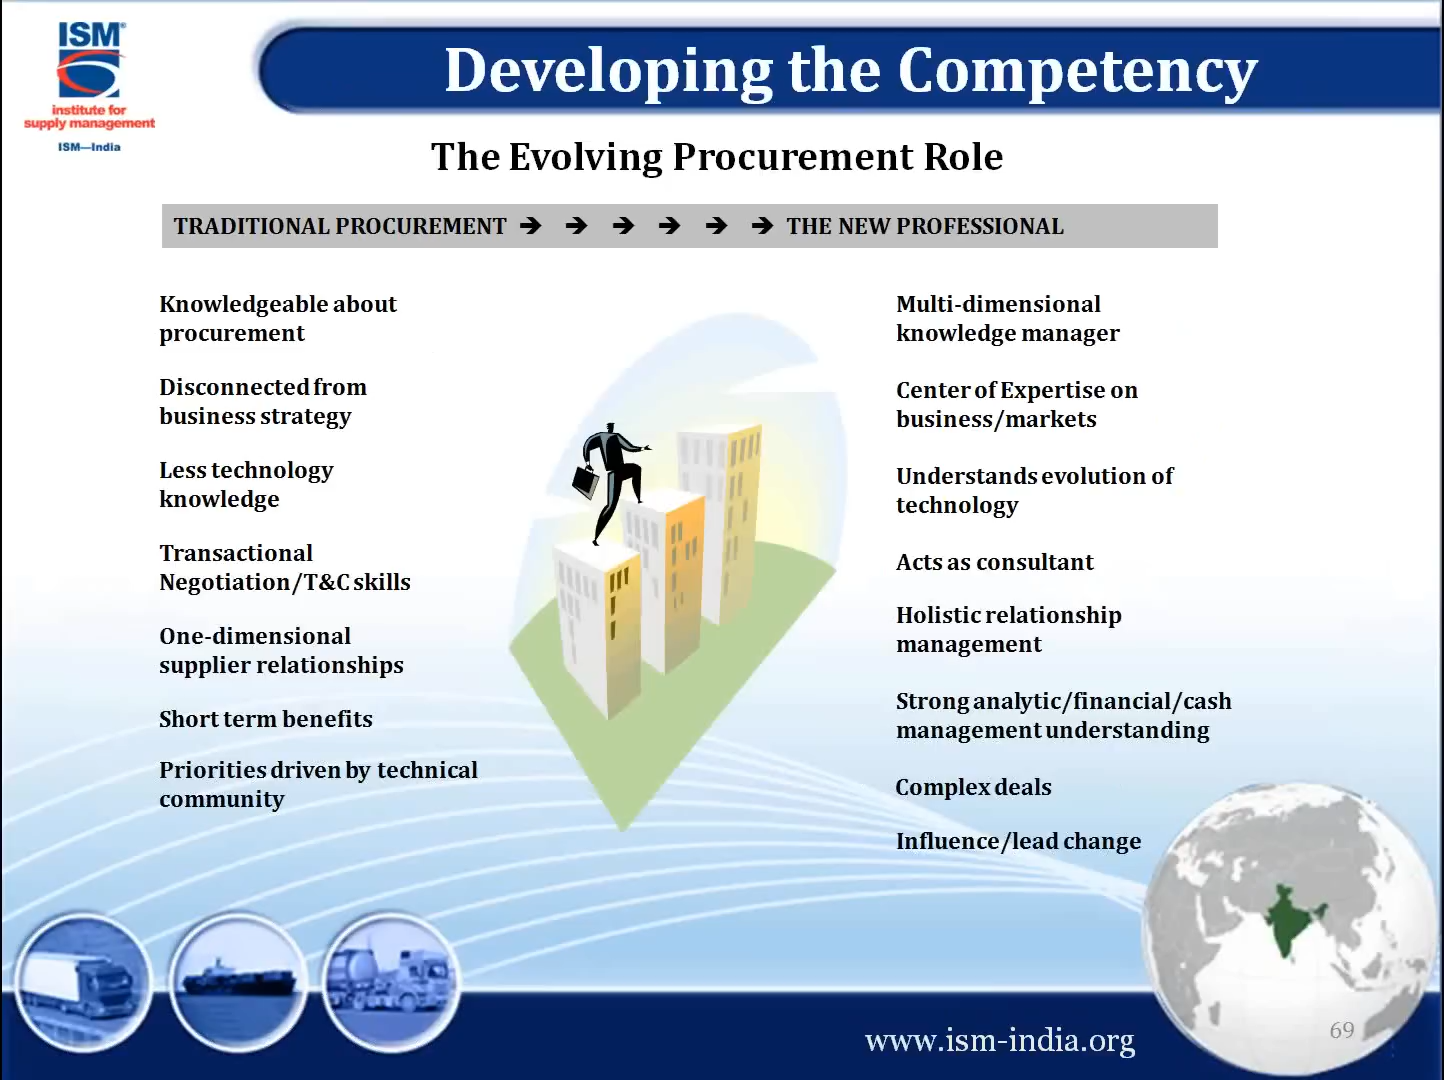 ISM®
institute for
supply management
ISM—India
Developing the Competency
The Evolving Procurement Role
TRADITIONAL PROCUREMENT ➔ ➔ ➔ ➔ ➔ ➔ THE NEW PROFESSIONAL
Knowledgeable about
procurement
Disconnected from
business strategy
Less technology
knowledge
Transactional
Negotiation/T&C skills
One-dimensional
supplier relationships
Short term benefits
Priorities driven by technical
community
Multi-dimensional
knowledge manager
Center of Expertise on
business/markets
Understands evolution of
technology
Acts as consultant
Holistic relationship
management
Strong analytic/financial/cash
management understanding
Complex deals
Influence/lead change
www.ism-india.org
69